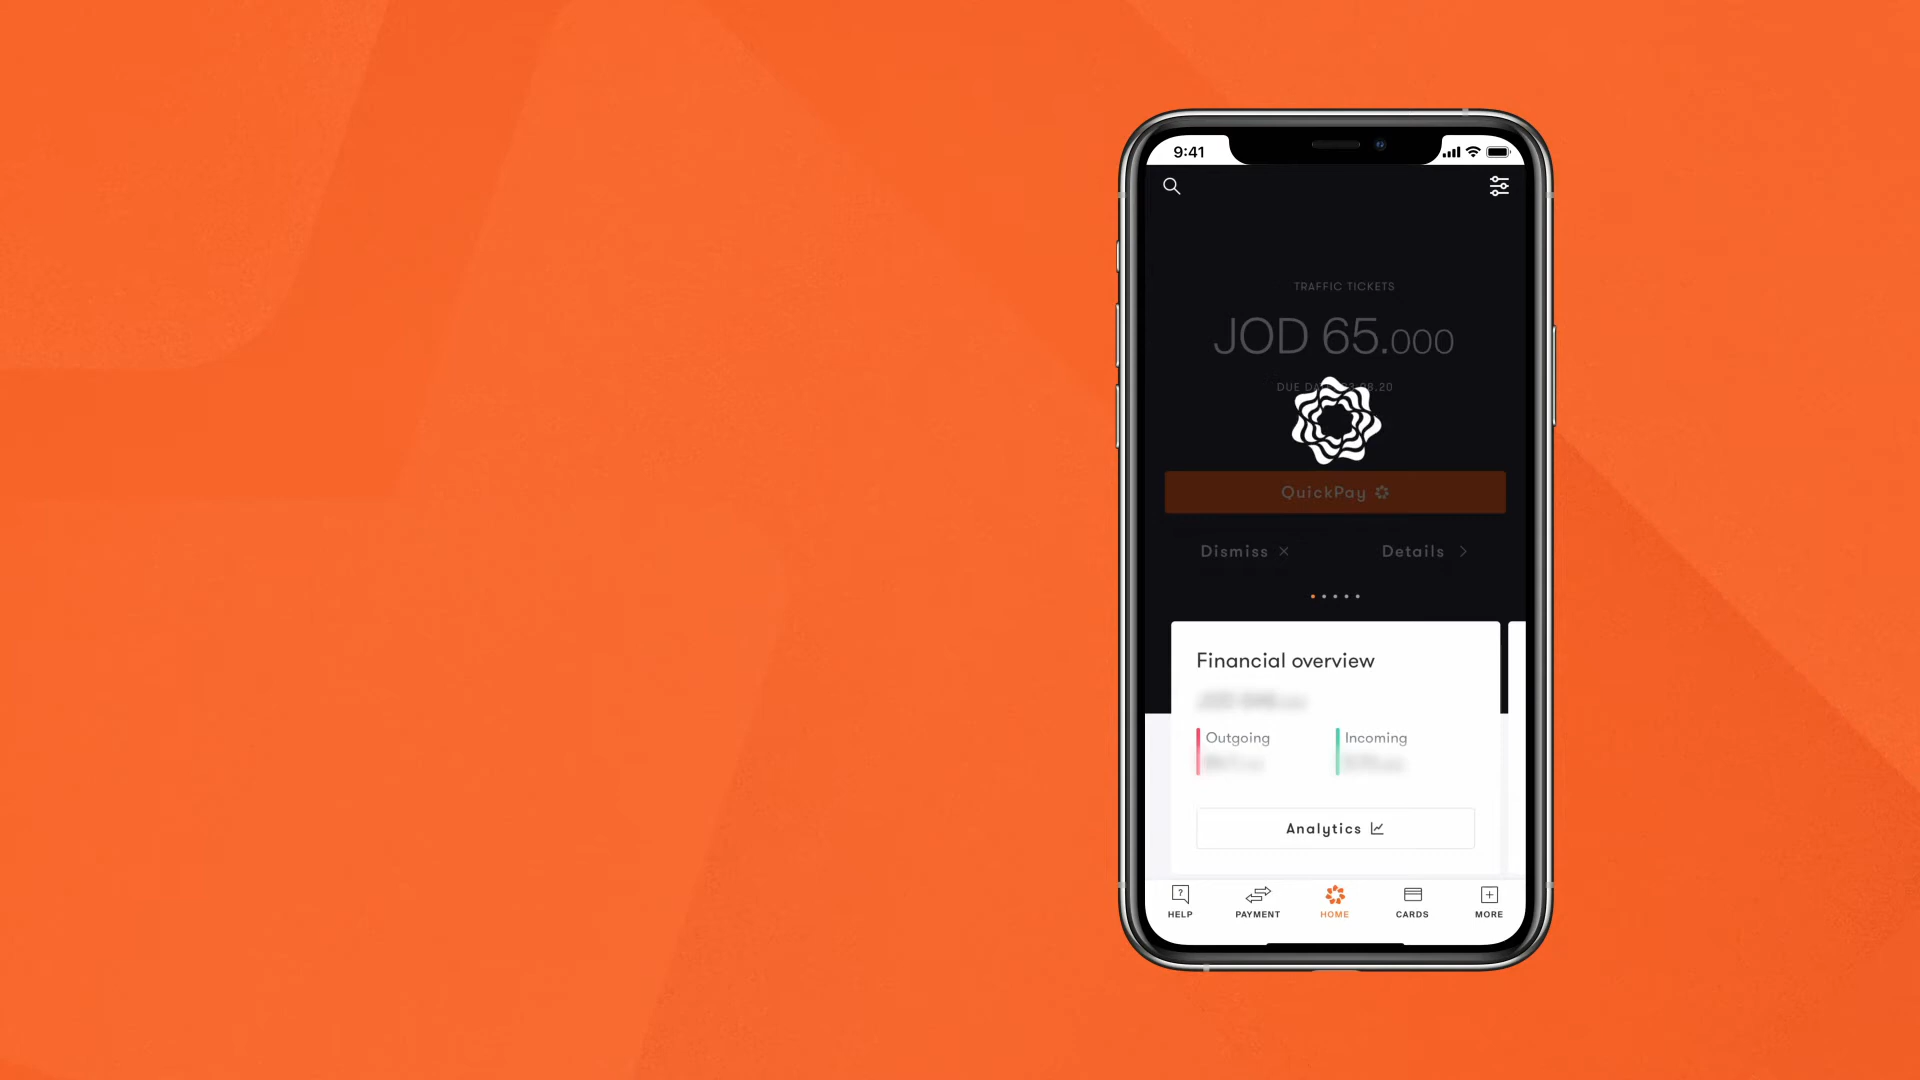 9:41
TRAFFIC TICKETS
JOD 65.000
DUE
QuickPay
Dismiss
Details
Financial overview
Outgoing
Incoming
Analytics
HELP
PAYMENT
HOME
CARDS
MORE